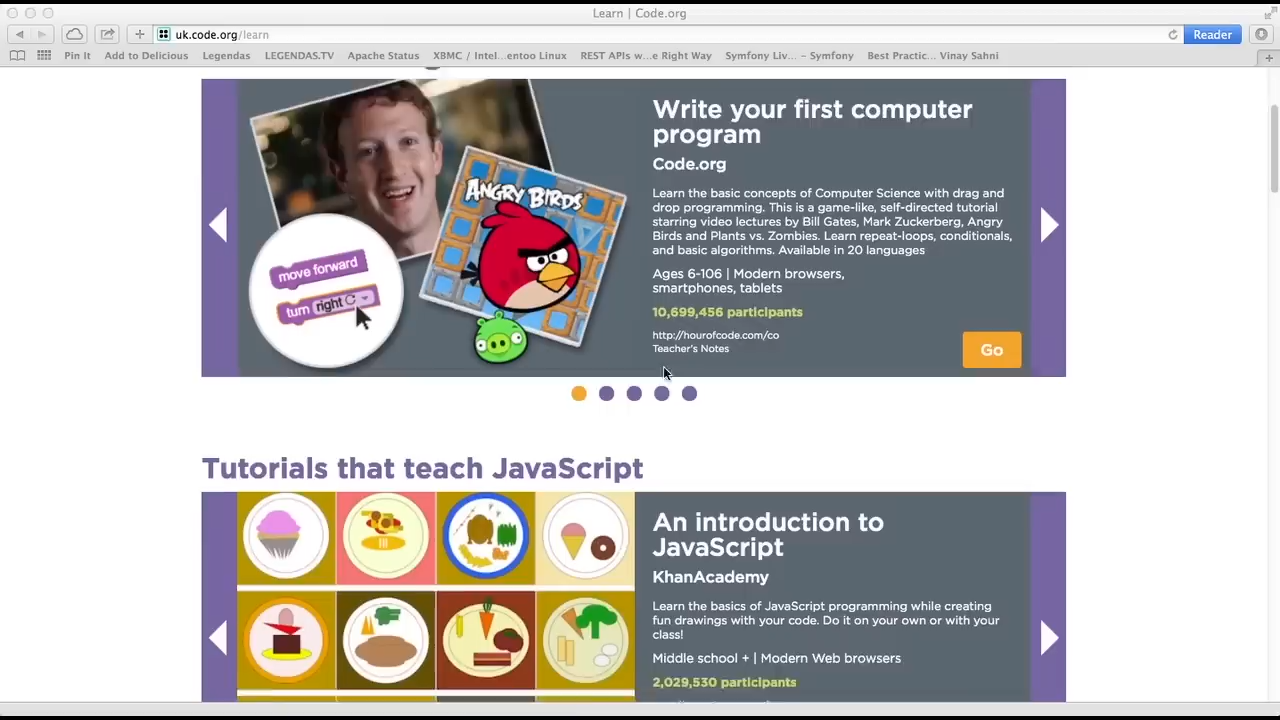 Learn | Code.org
uk.code.org/learn
Reader
Pin It Add to Delicious Legendas LEGENDAS.TV Apache Status XBMC / Intel...entoo Linux REST APIs w...e Right Way Symfony Liv... – Symfony Best Practic... Vinay Sahni
ANGRY BIRDS
move forward
turn right
Write your first computer
program
Code.org
Learn the basic concepts of Computer Science with drag and
drop programming. This is a game-like, self-directed tutorial
starring video lectures by Bill Gates, Mark Zuckerberg, Angry
Birds and Plants vs. Zombies. Learn repeat-loops, conditionals,
and basic algorithms. Available in 20 languages
Ages 6-106 | Modern browsers,
smartphones, tablets
10,699,456 participants
http://hourofcode.com/co
Teacher's Notes
Go
Tutorials that teach JavaScript
An introduction to
JavaScript
KhanAcademy
Learn the basics of JavaScript programming while creating
fun drawings with your code. Do it on your own or with your
class!
Middle school + | Modern Web browsers
2,029,530 participants